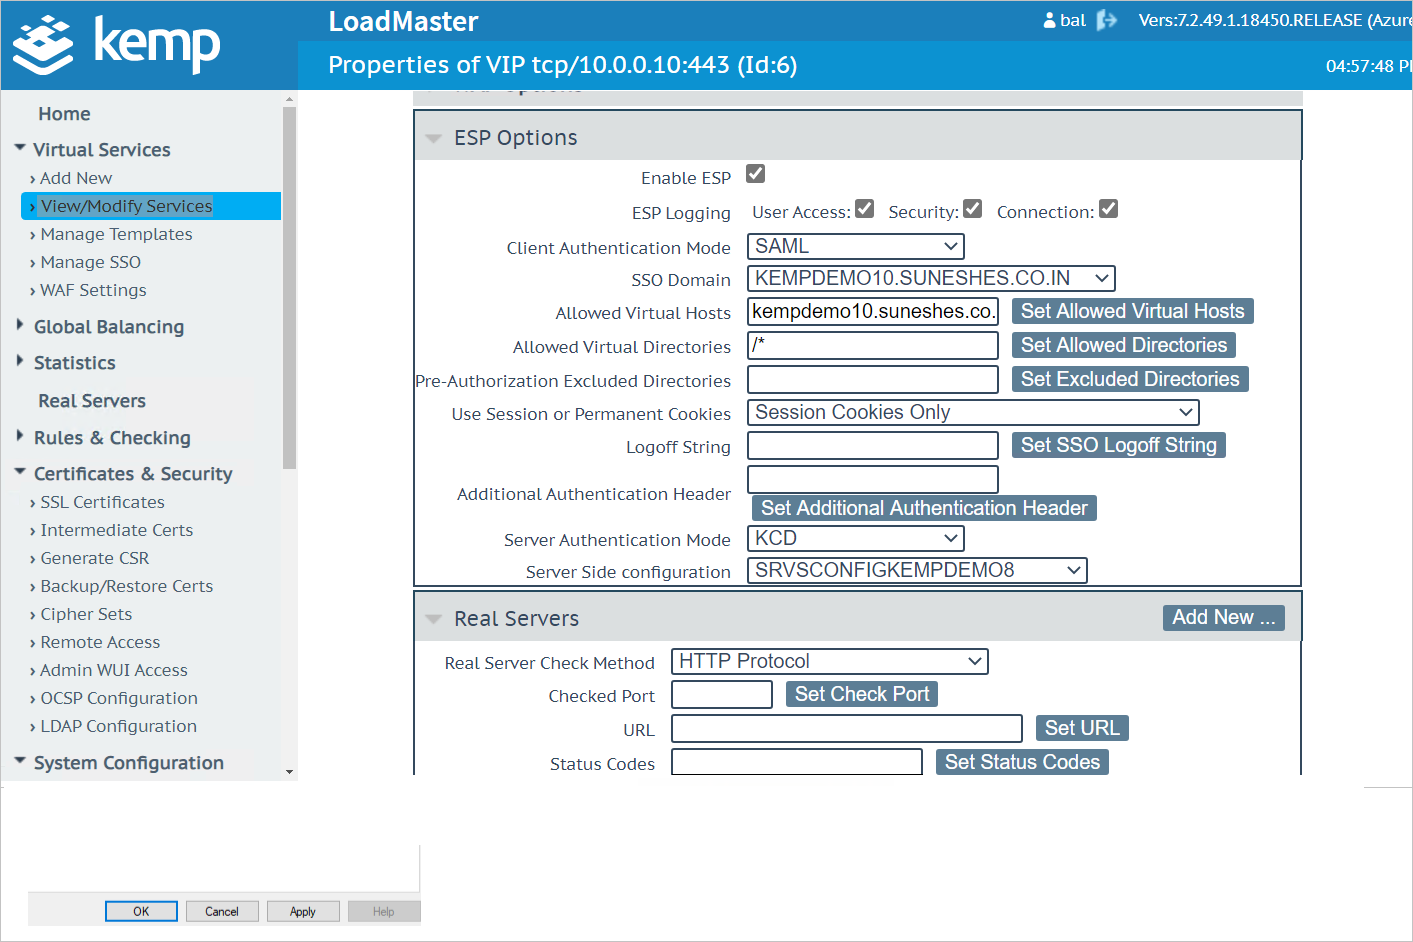 kemp
LoadMaster
bal
Vers:7.2.49.1.18450.RELEASE (Azure
Properties of VIP tcp/10.0.0.10:443 (Id:6)
04:57:48 P
Home
Virtual Services
› Add New
› View/Modify Services
› Manage Templates
› Manage SSO
› WAF Settings
Global Balancing
Statistics
Real Servers
Rules & Checking
Certificates & Security
› SSL Certificates
› Intermediate Certs
› Generate CSR
› Backup/Restore Certs
› Cipher Sets
› Remote Access
› Admin WUI Access
› OCSP Configuration
› LDAP Configuration
System Configuration
ESP Options
Enable ESP
ESP Logging User Access: Security: Connection:
Client Authentication Mode SAML
SSO Domain KEMPDEMO10.SUNESHES.CO.IN
Allowed Virtual Hosts kempdemo10.suneshes.co. Set Allowed Virtual Hosts
Allowed Virtual Directories /* Set Allowed Directories
Pre-Authorization Excluded Directories Set Excluded Directories
Use Session or Permanent Cookies Session Cookies Only
Logoff String Set SSO Logoff String
Additional Authentication Header
Set Additional Authentication Header
Server Authentication Mode KCD
Server Side configuration SRVSCONFIGKEMPDEMO8
Real Servers Add New ...
Real Server Check Method HTTP Protocol
Checked Port Set Check Port
URL Set URL
Status Codes Set Status Codes
OK Cancel Apply Help